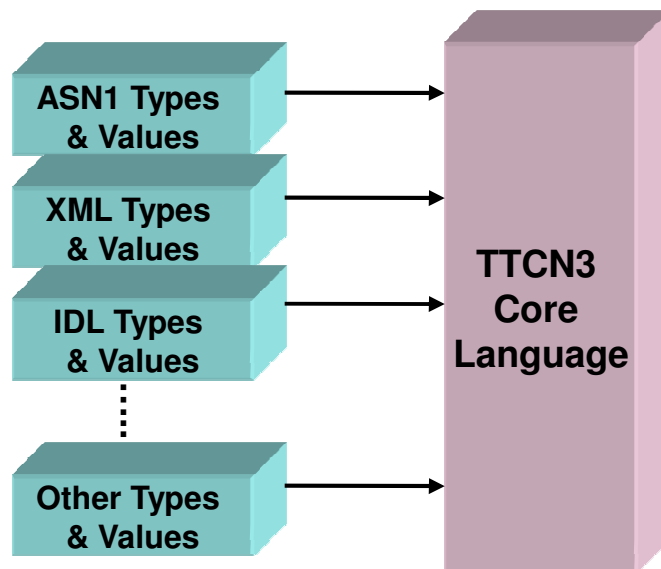 ASN1 Types
& Values
XML Types
& Values
IDL Types
& Values
Other Types
& Values
TTCN3
Core
Language